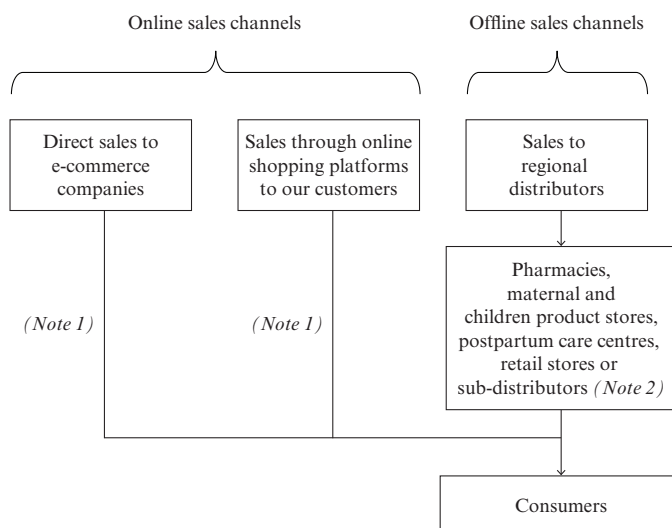 Online sales channels
Offline sales channels
Direct sales to
e-commerce
companies
Sales through online
shopping platforms
to our customers
Sales to
regional
distributors
Pharmacies,
maternal and
children product stores,
postpartum care centres,
retail stores or
sub-distributors (Note 2)
(Note 1)
(Note 1)
Consumers